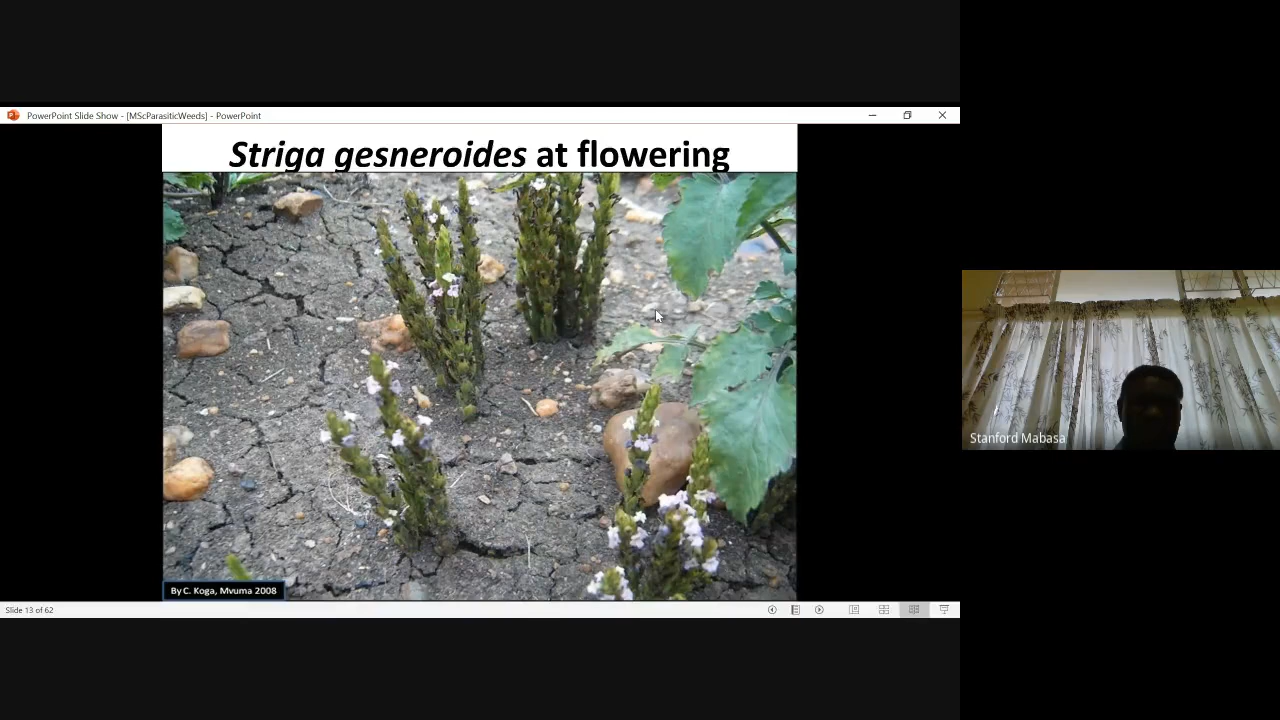 PowerPoint Slide Show - [MScParasiticWeeds] - PowerPoint
Striga gesneroides at flowering
Stanford Mabasa
By C. Koga, Mvuma 2008
Slide 13 of 62